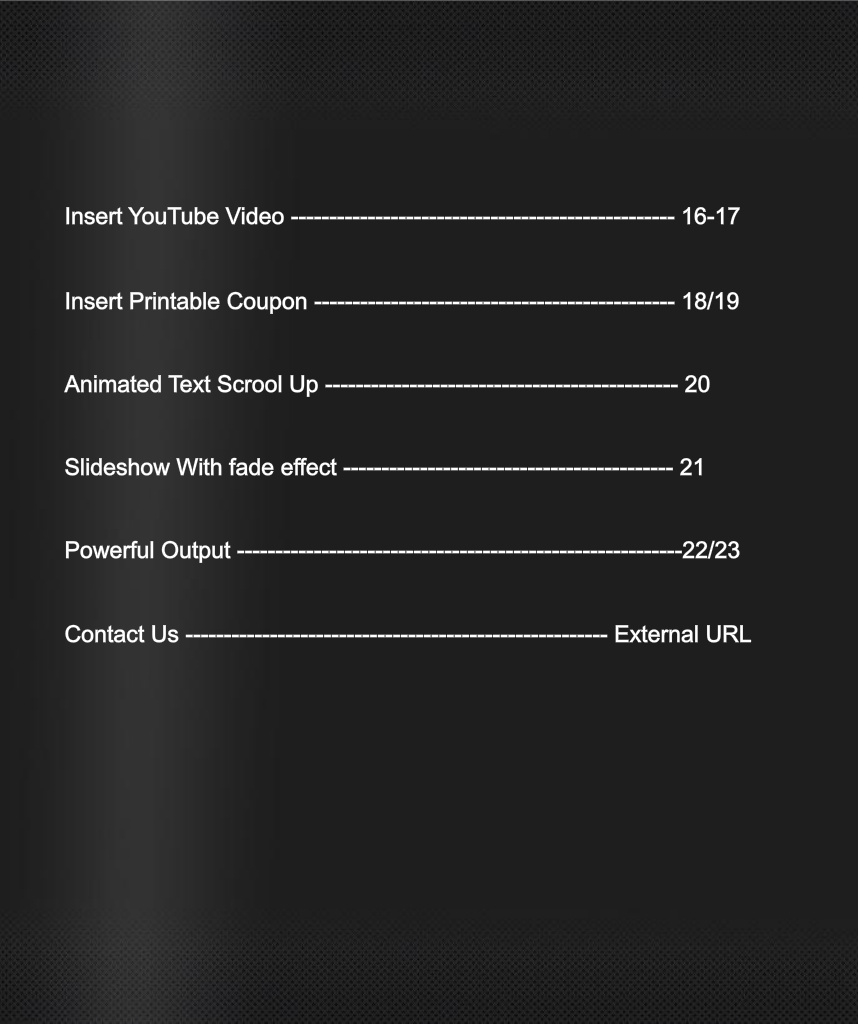 Insert YouTube Video -------------------------------------------------- 16-17
Insert Printable Coupon ----------------------------------------------- 18/19
Animated Text Scrool Up ---------------------------------------------- 20
Slideshow With fade effect ------------------------------------------- 21
Powerful Output ----------------------------------------------------------22/23
Contact Us ------------------------------------------------------- External URL